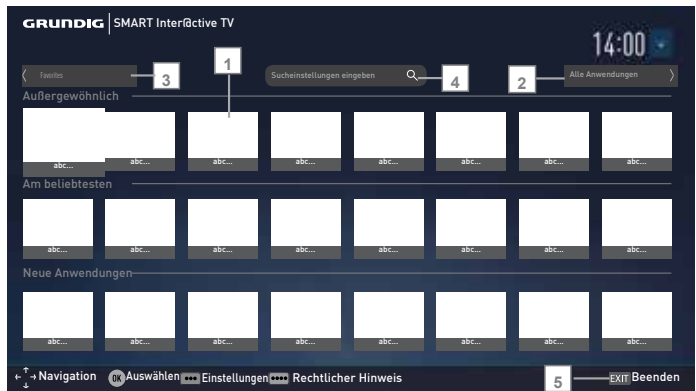 GRUNDIG SMART Inter@ctive TV
14:00
1
Favorites
3
Sucheinstellungen eingeben
4
2
Alle Anwendungen
Außergewöhnlich
abc... abc... abc... abc... abc... abc... abc... abc...
Am beliebtesten
abc... abc... abc... abc... abc... abc... abc... abc...
Neue Anwendungen
abc... abc... abc... abc... abc... abc... abc... abc...
Navigation OK Auswählen Einstellungen Rechtlicher Hinweis 5 EXIT Beenden